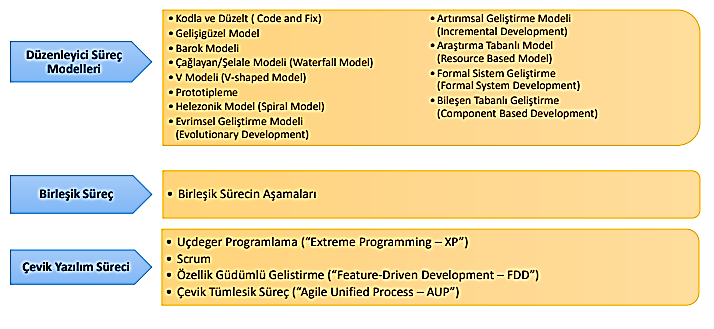 Düzenleyici Süreç
Modelleri
• Kodla ve Düzelt ( Code and Fix)
• Gelişigüzel Model
• Barok Modeli
• Çağlayan/Şelale Modeli (Waterfall Model)
• V Modeli (V-shaped Model)
• Prototipleme
• Helezonik Model (Spiral Model)
• Evrimsel Geliştirme Modeli
(Evolutionary Development)
• Artırımsal Geliştirme Modeli
(Incremental Development)
• Araştırma Tabanlı Model
(Resource Based Model)
• Formal Sistem Geliştirme
(Formal System Development)
• Bileşen Tabanlı Geliştirme
(Component Based Development)
Birleşik Süreç
• Birleşik Sürecin Aşamaları
Çevik Yazılım Süreci
• Uçdeger Programlama (“Extreme Programming – XP”)
• Scrum
• Özellik Güdümlü Gelistirme (“Feature-Driven Development – FDD”)
• Çevik Tümlesik Süreç (“Agile Unified Process – AUP”)